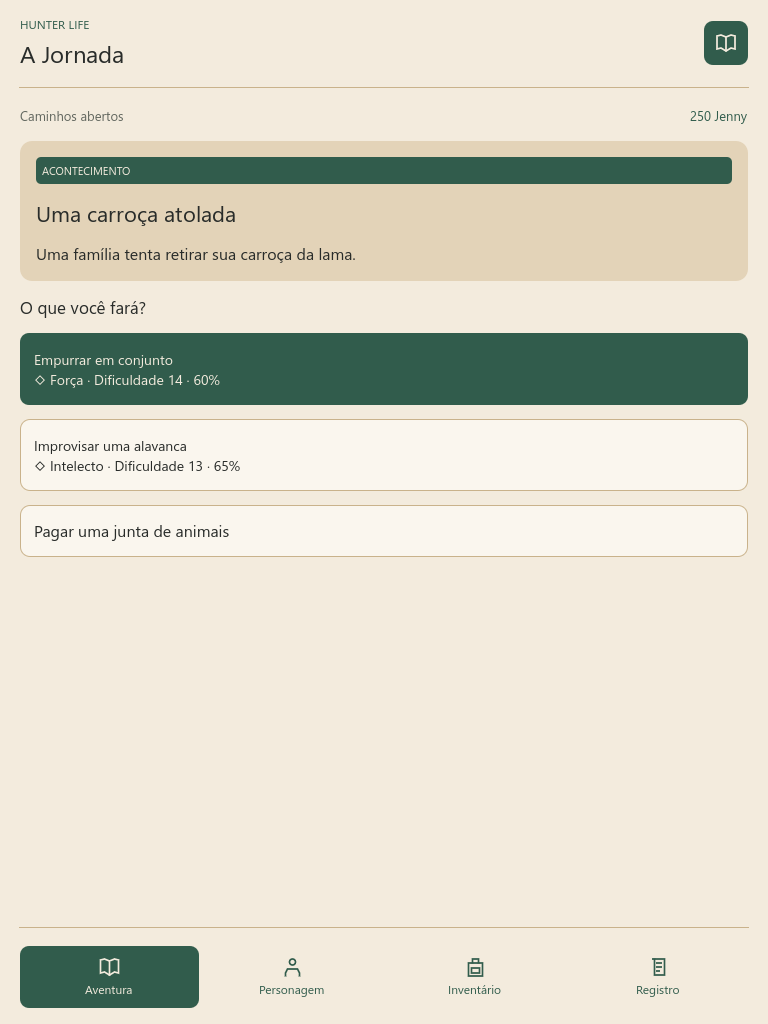 HUNTER LIFE
A Jornada
Caminhos abertos
250 Jenny
ACONTECIMENTO
Uma carroça atolada
Uma família tenta retirar sua carroça da lama.
O que você fará?
Empurrar em conjunto
◇ Força · Dificuldade 14 · 60%
Improvisar uma alavanca
◇ Intelecto · Dificuldade 13 · 65%
Pagar uma junta de animais
Aventura
Personagem
Inventário
Registro